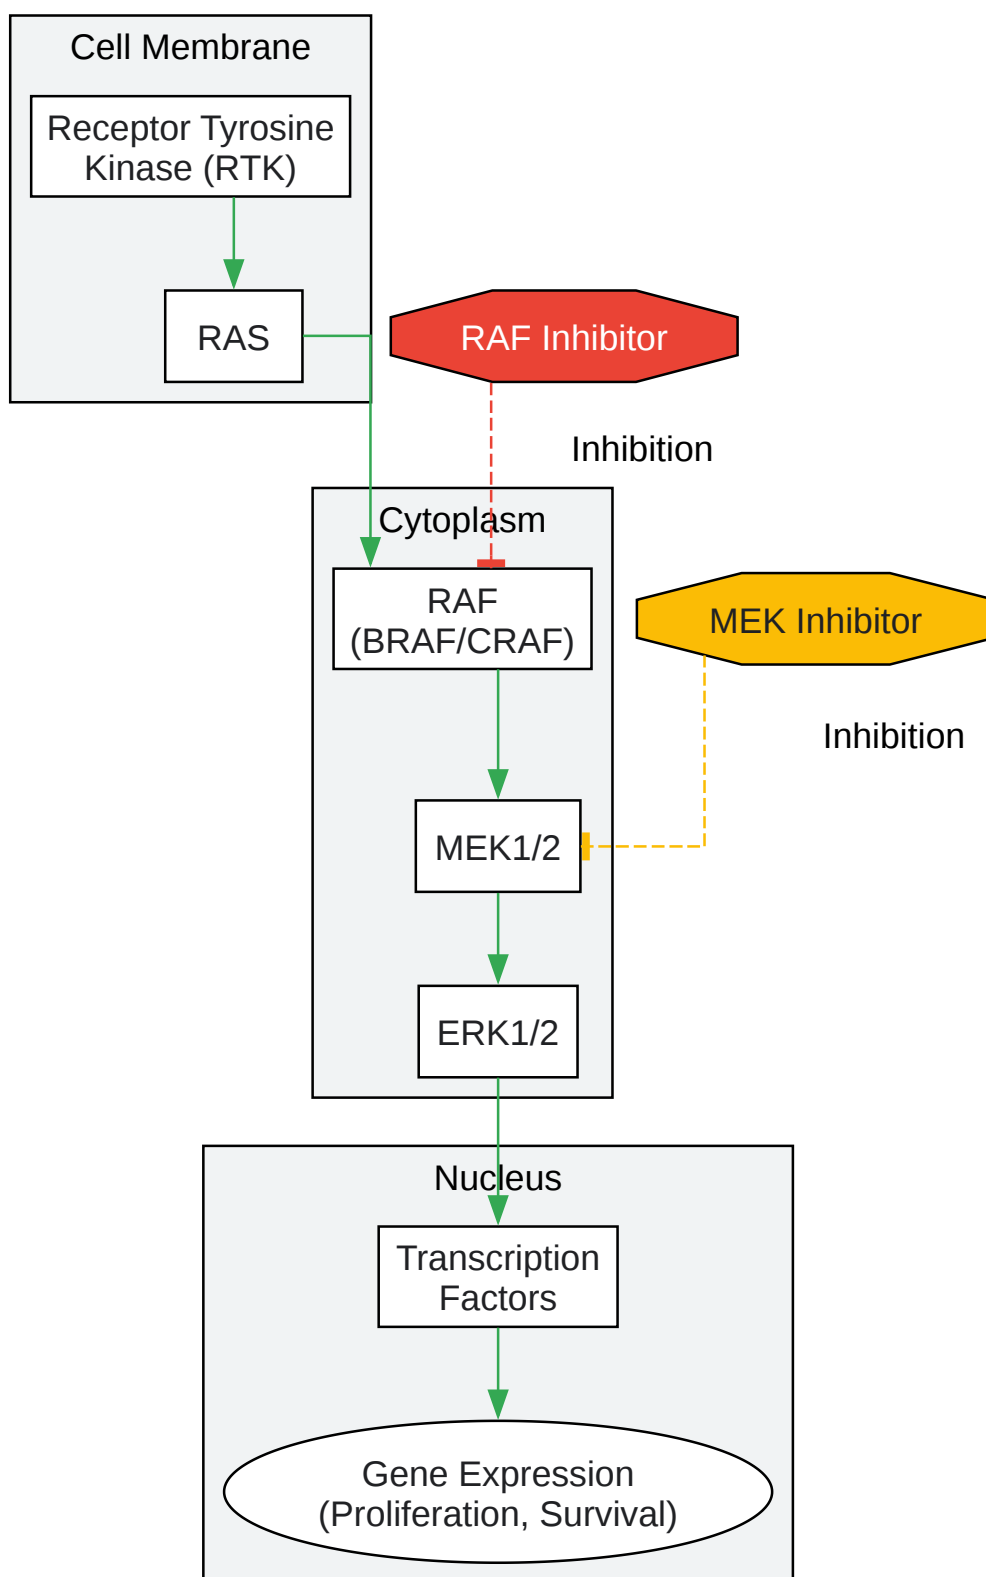 Cell Membrane
Receptor Tyrosine
Kinase (RTK)
RAS
RAF Inhibitor
Inhibition
Cytoplasm
RAF
(BRAF/CRAF)
MEK Inhibitor
Inhibition
MEK1/2
ERK1/2
Nucleus
Transcription
Factors
Gene Expression
(Proliferation, Survival)